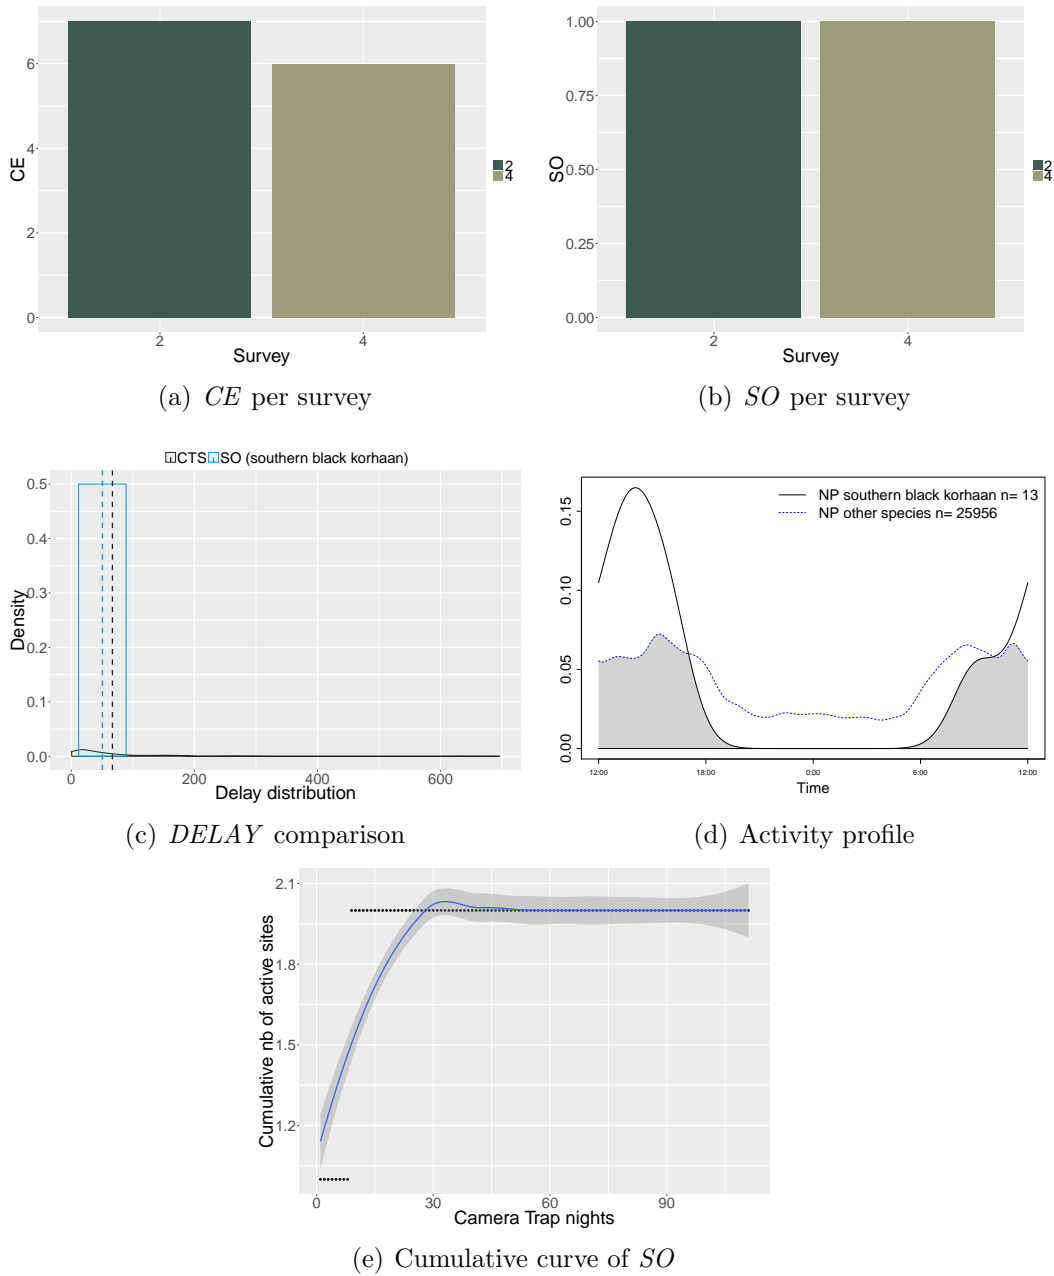 6
4
2
0
CE
2
4
Survey
2
4
(a) CE per survey
1.00
0.75
0.50
0.25
0.00
SO
2
4
Survey
2
4
(b) SO per survey
CTS SO (southern black korhaan)
0.5
0.4
0.3
0.2
0.1
0.0
Density
0
200
400
600
Delay distribution
(c) DELAY comparison
NP southern black korhaan n= 13
NP other species n= 25956
0.15
0.10
0.05
0.00
12:00
18:00
0:00
6:00
12:00
Time
(d) Activity profile
2.1
1.8
1.5
1.2
Cumulative nb of active sites
0
30
60
90
Camera Trap nights
(e) Cumulative curve of SO